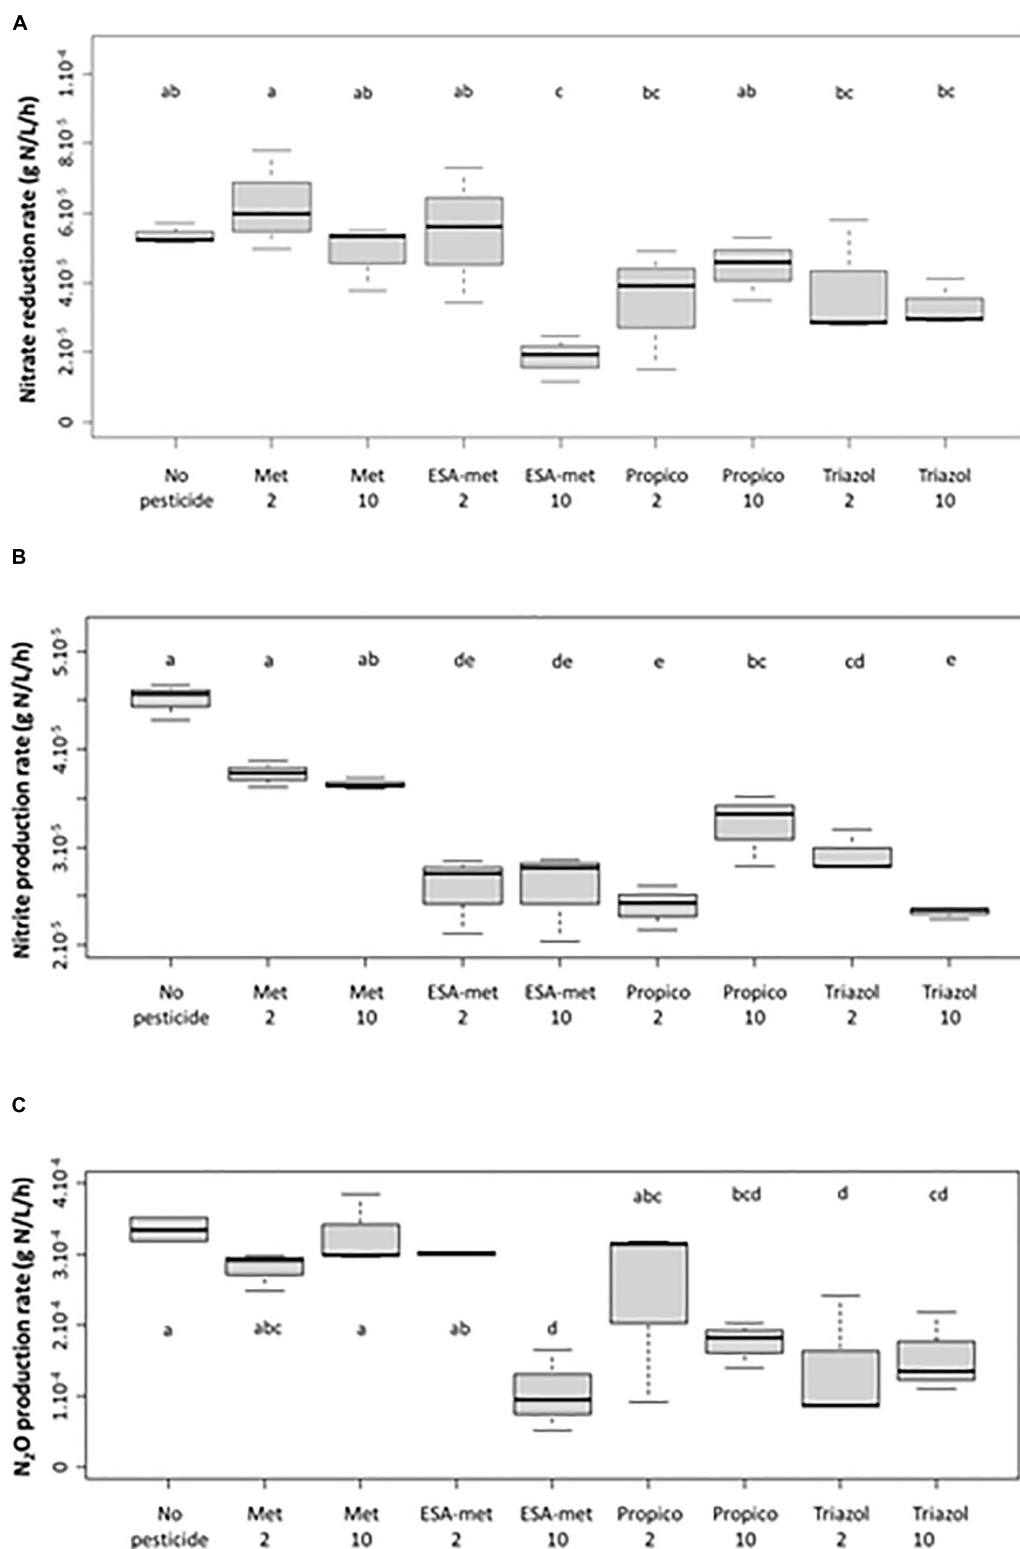 A
Nitrate reduction rate (g N/L/h)
1.10-4
8.10-5
6.10-5
4.10-5
2.10-5
0
ab a ab ab c bc ab bc bc
No pesticide
Met 2
Met 10
ESA-met 2
ESA-met 10
Propico 2
Propico 10
Triazol 2
Triazol 10
B
Nitrite production rate (g N/L/h)
5.10-5
4.10-5
3.10-5
2.10-5
a a ab de de e bc cd e
No pesticide
Met 2
Met 10
ESA-met 2
ESA-met 10
Propico 2
Propico 10
Triazol 2
Triazol 10
C
N₂O production rate (g N/L/h)
4.10-4
3.10-4
2.10-4
1.10-4
0
abc bcd d cd
a abc a ab d
No pesticide
Met 2
Met 10
ESA-met 2
ESA-met 10
Propico 2
Propico 10
Triazol 2
Triazol 10